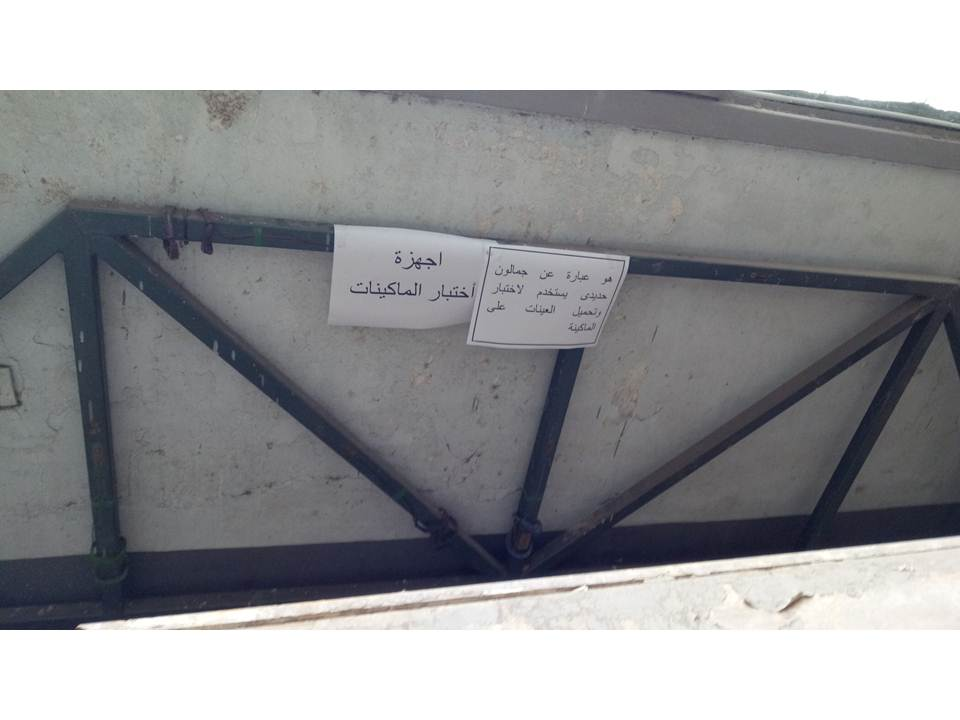 اجهزة
أختبار الماكينات
هو عبارة عن جمالون
حديدى يستخدم لاختبار
وتحميل العينات على
الماكينة